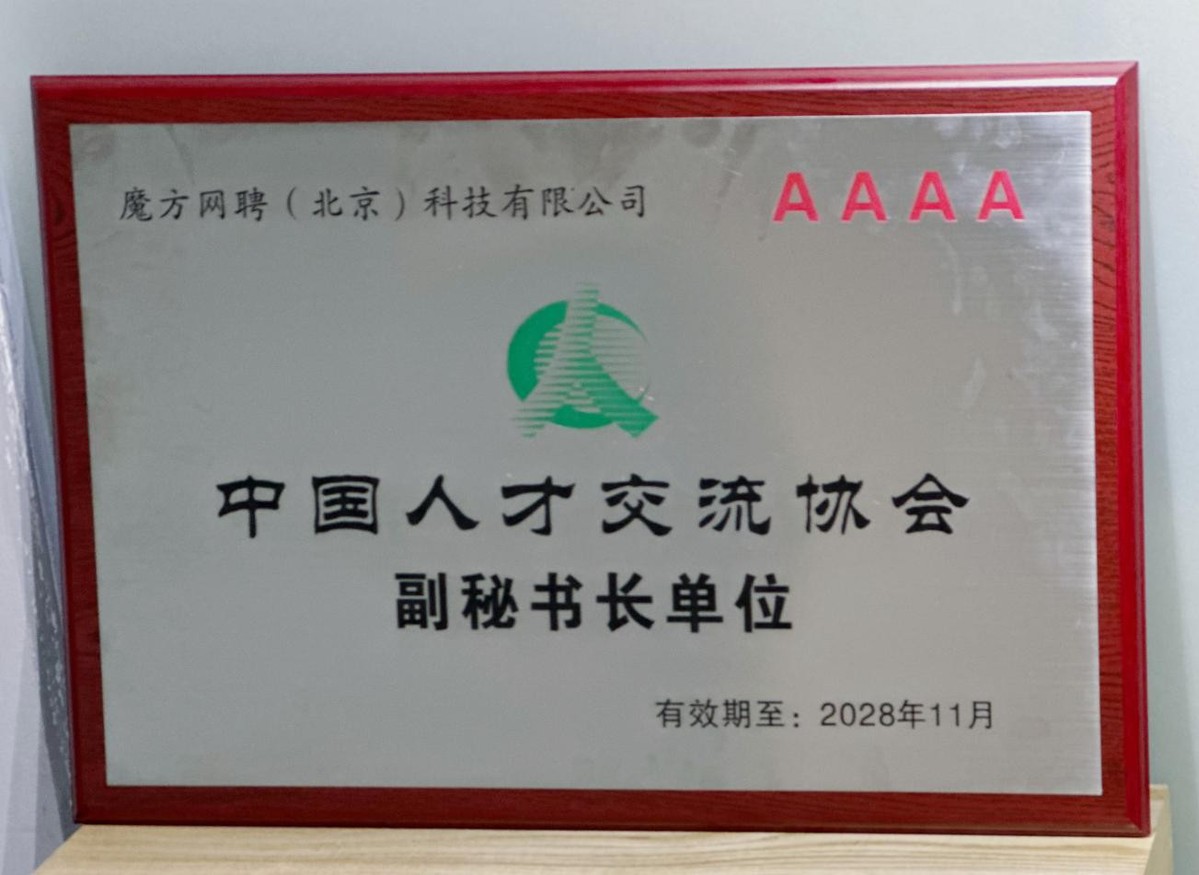 魔方网聘（北京）科技有限公司
AAAA
中国人才交流协会
副秘书长单位
有效期至：2028年11月